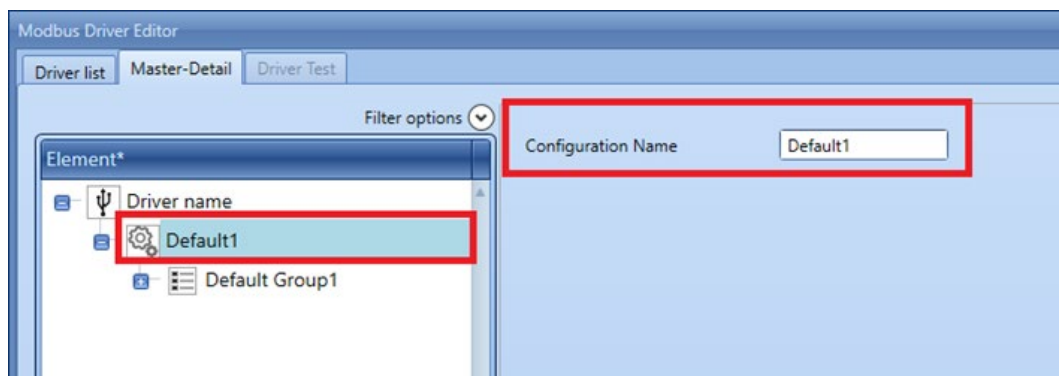 Modbus Driver Editor
Driver list Master-Detail Driver Test
Filter options
Configuration Name Default1
Element*
Driver name
Default1
Default Group1